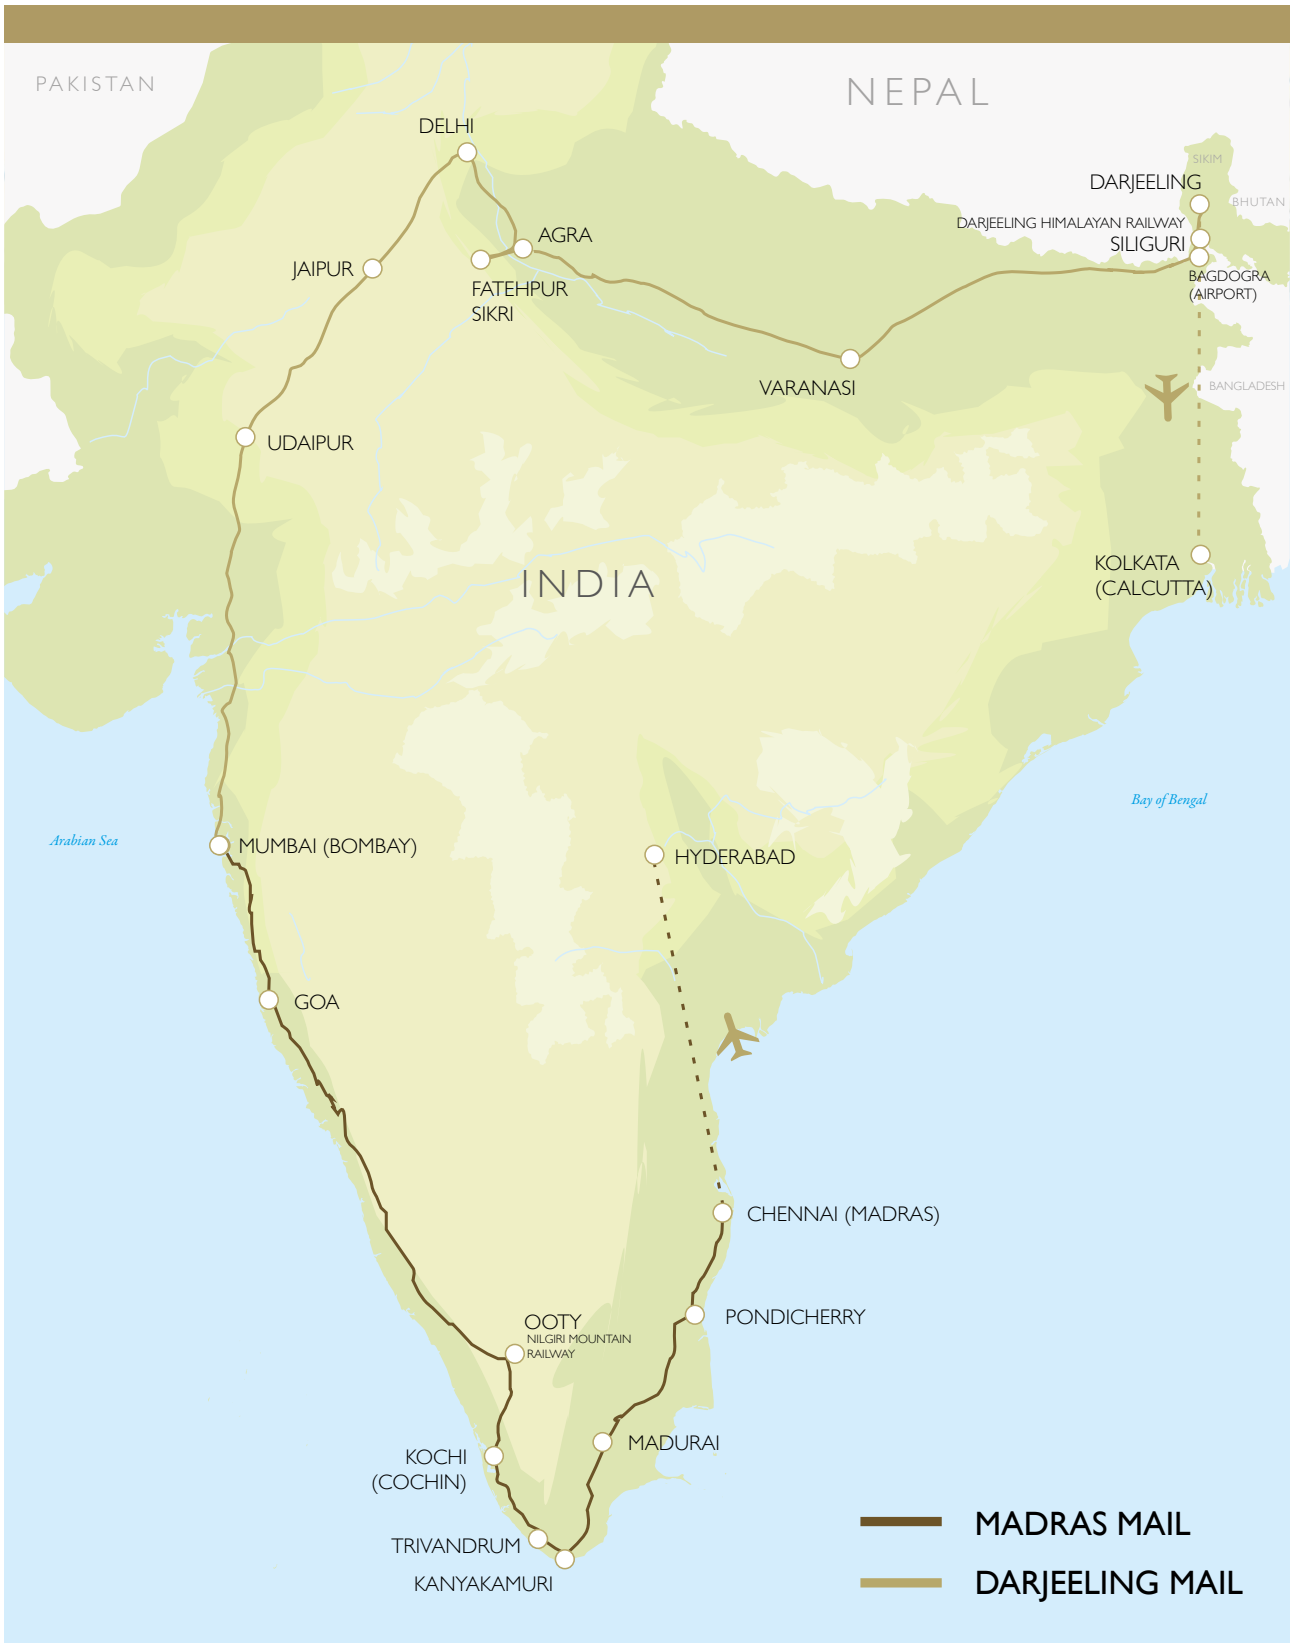 PAKISTAN
NEPAL
DELHI
SIKIM
DARJEELING
BHUTAN
DARJEELING HIMALAYAN RAILWAY
SILIGURI
AGRA
JAIPUR
BAGDOGRA
(AIRPORT)
FATEHPUR
SIKRI
VARANASI
BANGLADESH
UDAIPUR
KOLKATA
(CALCUTTA)
INDIA
Bay of Bengal
Arabian Sea
MUMBAI (BOMBAY)
HYDERABAD
GOA
CHENNAI (MADRAS)
PONDICHERRY
OOTY
NILGIRI MOUNTAIN
RAILWAY
MADURAI
KOCHI
(COCHIN)
TRIVANDRUM
KANYAKAMURI
MADRAS MAIL
DARJEELING MAIL